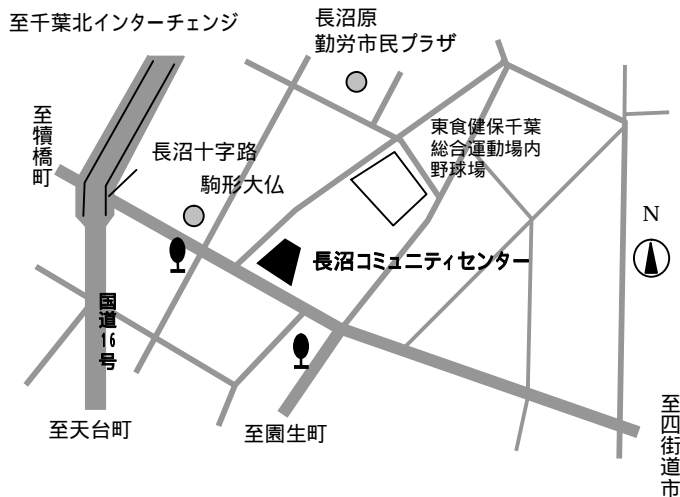 至千葉北インターチェンジ
長沼原
勤労市民プラザ
至犢橋町
長沼十字路
駒形大仏
東食健保千葉
総合運動場内
野球場
N
長沼コミュニティセンター
国道16号
至天台町
至園生町
至四街道市